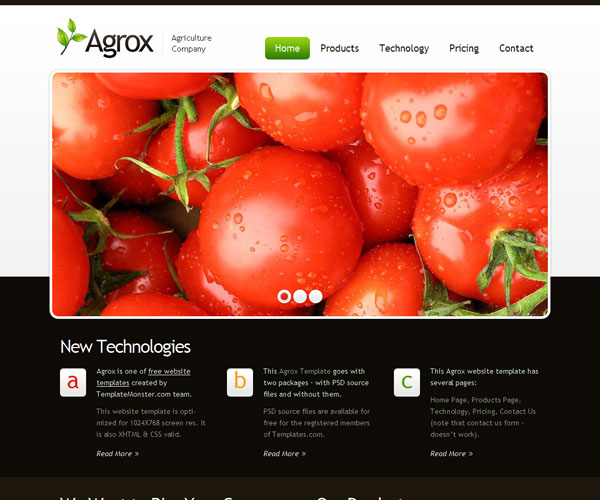 Agrox
Agriculture
Company
Home Products Technology Pricing Contact
New Technologies
a
Agrox is one of free website
templates created by
TemplateMonster.com team.
This website template is opti-
mized for 1024X768 screen res. It
is also XHTML & CSS valid.
Read More »
b
This Agrox Template goes with
two packages - with PSD source
files and without them.
PSD source files are available for
free for the registered members
of Templates.com.
Read More »
c
This Agrox website template has
several pages:
Home Page, Products Page,
Technology, Pricing, Contact Us
(note that contact us form -
doesn't work).
Read More »